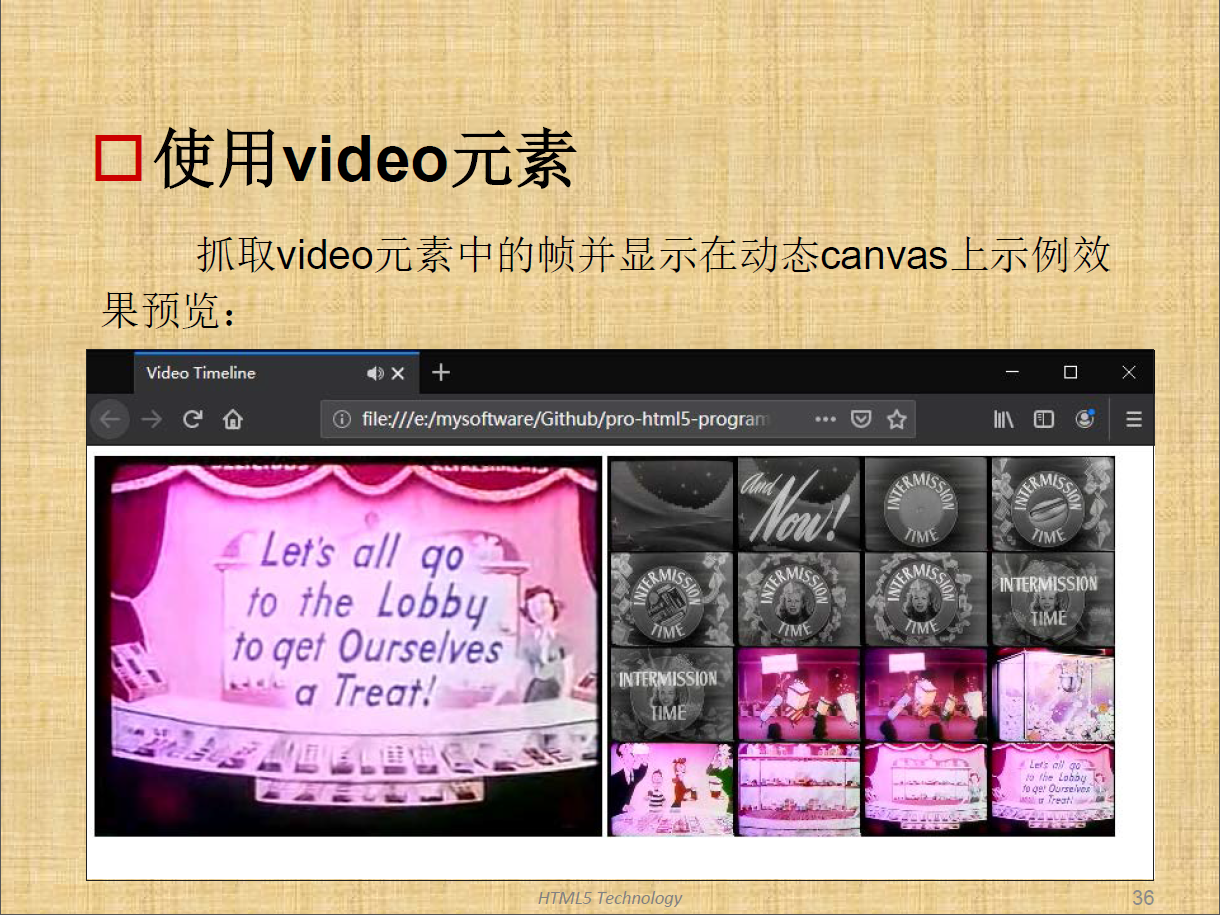 使用video元素
抓取video元素中的帧并显示在动态canvas上示例效
果预览：
Video Timeline
file:///e:/mysoftware/Github/pro-html5-program
DELICIOUS REFRESHMENTS
Let's all go
to the Lobby
to get Ourselves
a Treat!
And
Now!
INTERMISSION
TIME
INTERMISSION
TIME
INTERMISSION
TIME
INTERMISSION
TIME
INTERMISSION
TIME
INTERMISSION
TIME
INTERMISSION
TIME
Let's all go
to the Lobby
to get Ourselves
a Treat!
HTML5 Technology
36